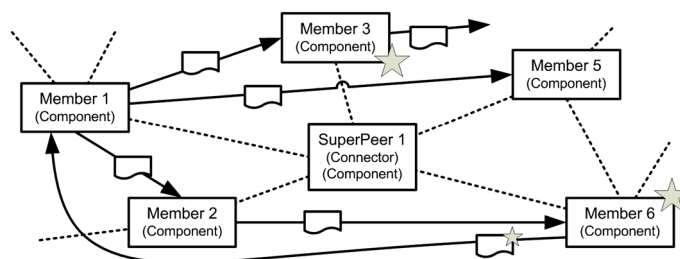 Member 3
(Component)
Member 5
(Component)
Member 1
(Component)
SuperPeer 1
(Connector)
(Component)
Member 2
(Component)
Member 6
(Component)